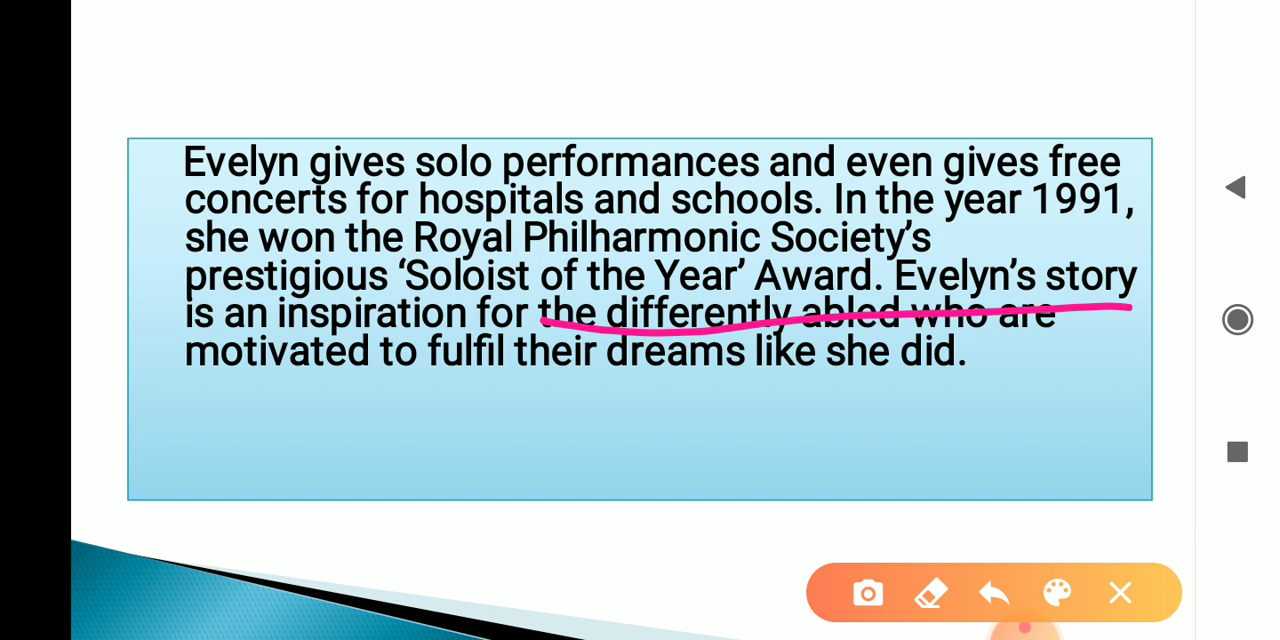 Evelyn gives solo performances and even gives free
concerts for hospitals and schools. In the year 1991,
she won the Royal Philharmonic Society’s
prestigious ‘Soloist of the Year’ Award. Evelyn’s story
is an inspiration for the differently abled who are
motivated to fulfil their dreams like she did.